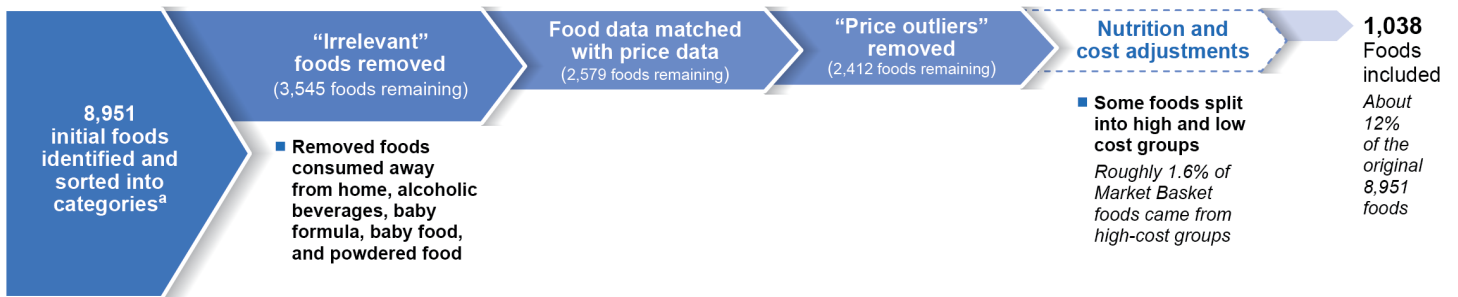 8,951
initial foods
identified and
sorted into
categoriesa
“Irrelevant”
foods removed
(3,545 foods remaining)
Removed foods
consumed away
from home, alcoholic
beverages, baby
formula, baby food,
and powdered food
Food data matched
with price data
(2,579 foods remaining)
“Price outliers”
removed
(2,412 foods remaining)
Nutrition and
cost adjustments
Some foods split
into high and low
cost groups
Roughly 1.6% of
Market Basket
foods came from
high-cost groups
1,038
Foods
included
About
12%
of the
original
8,951
foods